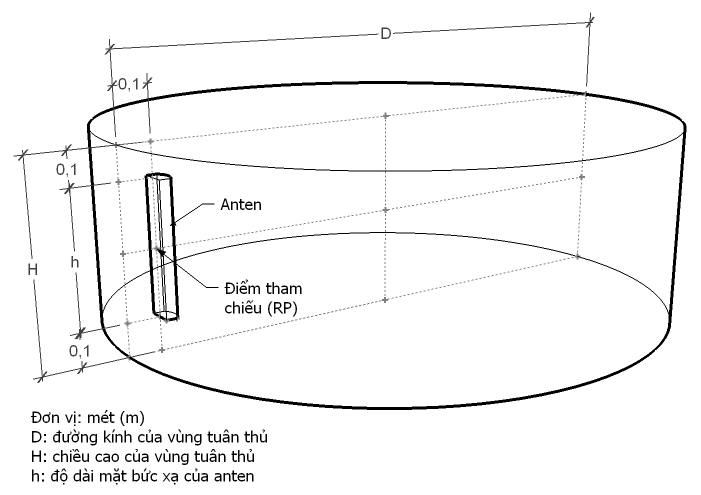 D
0,1
0,1
Anten
H
h
Điểm tham
chiếu (RP)
0,1
Đơn vị: mét (m)
D: đường kính của vùng tuân thủ
H: chiều cao của vùng tuân thủ
h: độ dài mặt bức xạ của anten